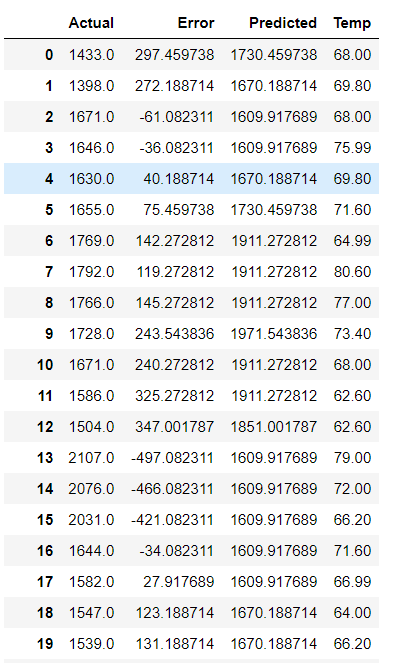 Actual Error Predicted Temp
0 1433.0 297.459738 1730.459738 68.00
1 1398.0 272.188714 1670.188714 69.80
2 1671.0 -61.082311 1609.917689 68.00
3 1646.0 -36.082311 1609.917689 75.99
4 1630.0 40.188714 1670.188714 69.80
5 1655.0 75.459738 1730.459738 71.60
6 1769.0 142.272812 1911.272812 64.99
7 1792.0 119.272812 1911.272812 80.60
8 1766.0 145.272812 1911.272812 77.00
9 1728.0 243.543836 1971.543836 73.40
10 1671.0 240.272812 1911.272812 68.00
11 1586.0 325.272812 1911.272812 62.60
12 1504.0 347.001787 1851.001787 62.60
13 2107.0 -497.082311 1609.917689 79.00
14 2076.0 -466.082311 1609.917689 72.00
15 2031.0 -421.082311 1609.917689 66.20
16 1644.0 -34.082311 1609.917689 71.60
17 1582.0 27.917689 1609.917689 66.99
18 1547.0 123.188714 1670.188714 64.00
19 1539.0 131.188714 1670.188714 66.20